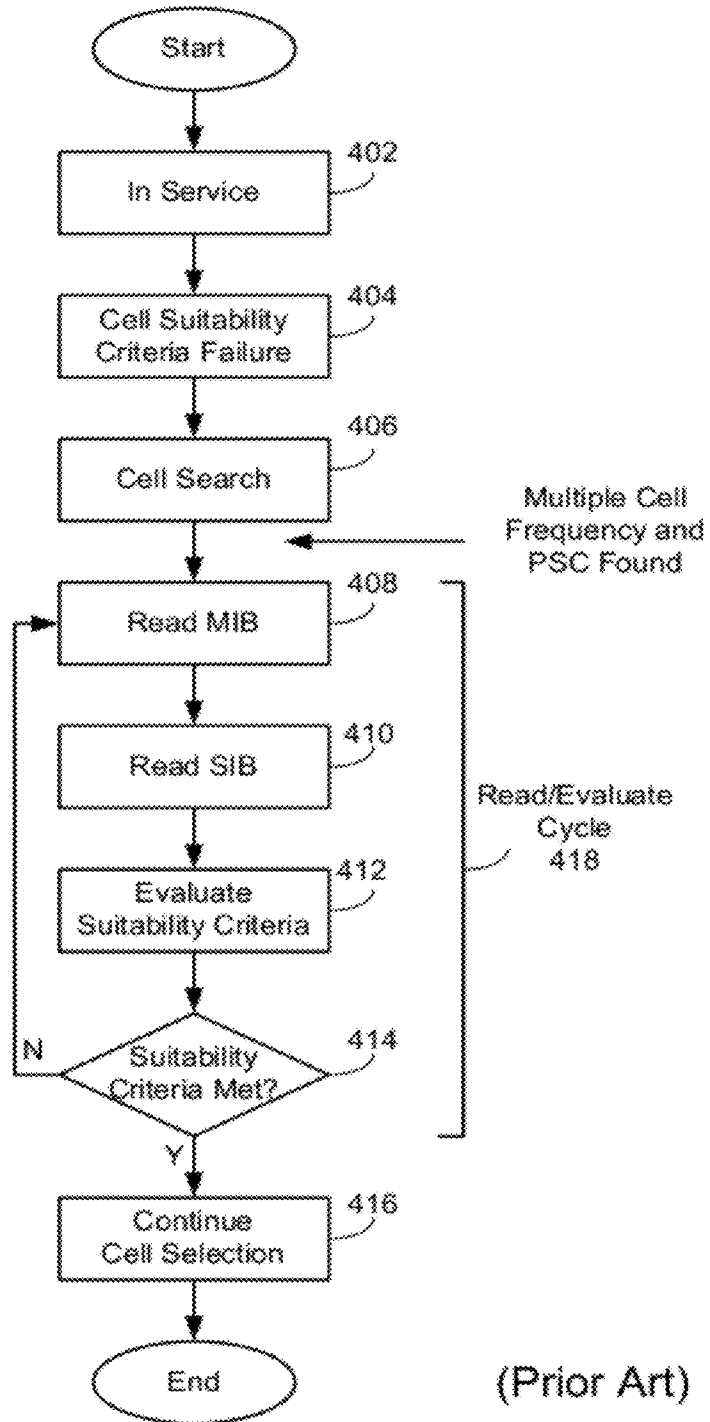 Start
402
In Service
404
Cell Suitability
Criteria Failure
406
Cell Search
Multiple Cell
Frequency and
PSC Found
408
Read MIB
410
Read SIB
Read/Evaluate
Cycle
418
412
Evaluate
Suitability Criteria
N
414
Suitability
Criteria Met?
Y
416
Continue
Cell Selection
End
(Prior Art)